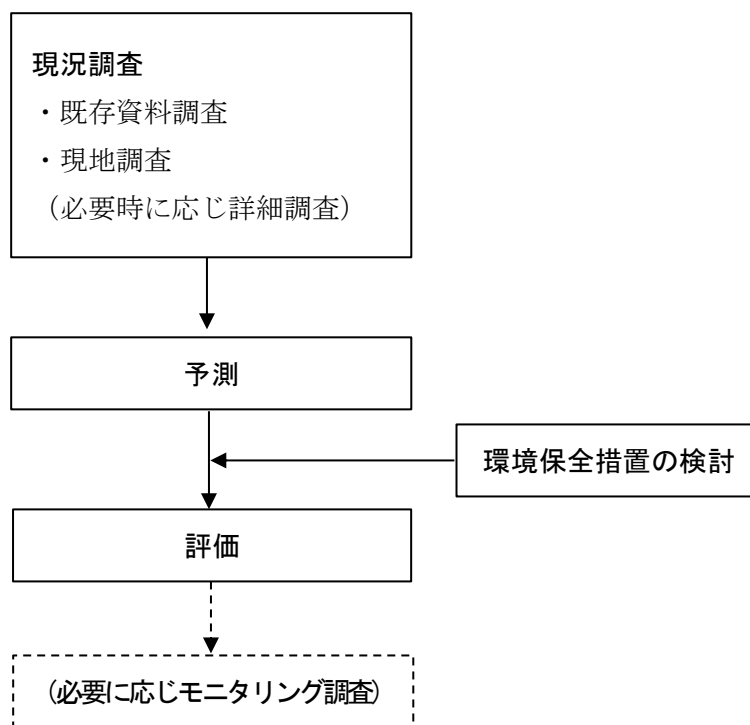 現況調査
・既存資料調査
・現地調査
（必要時に応じ詳細調査）
予測
環境保全措置の検討
評価
（必要に応じモニタリング調査）